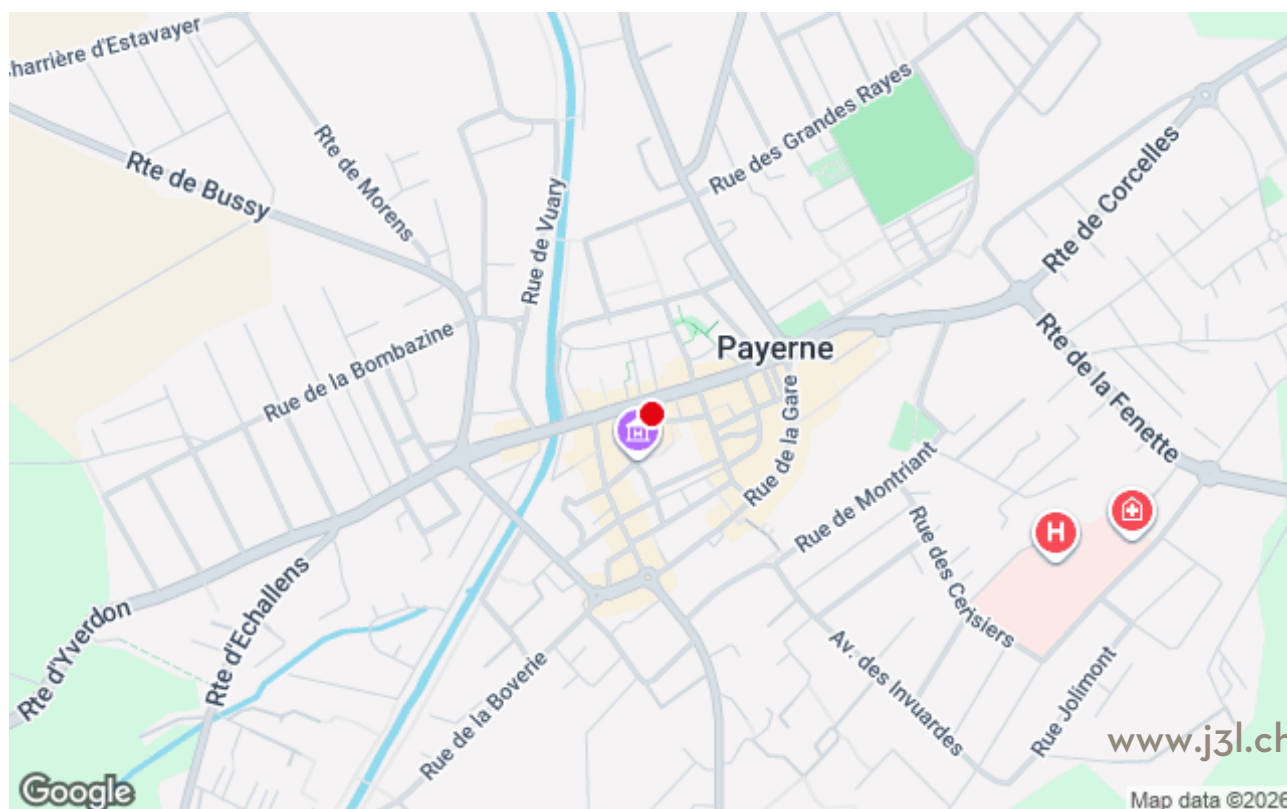 harrière d'Estavayer
Rte de Morens
Rte de Bussy
Rue de Vuary
Rue des Grandes Rayes
Rte de Corcelles
Rue de la Bombazine
Payerne
Rte de la Fenette
Rue de la Gare
Rue de Montriant
H
H
Rue des Cerisiers
Rte d'Yverdon
Rte d'Echallens
Rue de la Boverie
Av. des Invuardes
Rue Jolimont
www.j3l.ch
Google
Map data ©2026